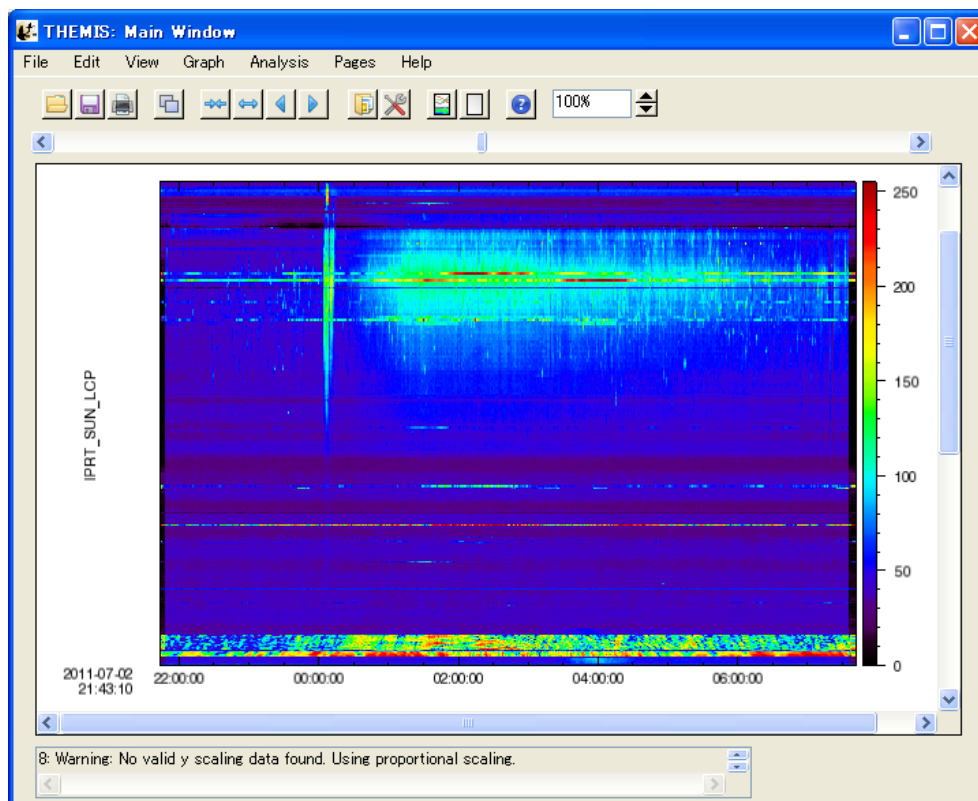 THEMIS: Main Window
File Edit View Graph Analysis Pages Help
100%
250
200
150
100
50
0
IPRT_SUN_LCP
2011-07-02
21:43:10
22:00:00 00:00:00 02:00:00 04:00:00 06:00:00
8: Warning: No valid y scaling data found. Using proportional scaling.